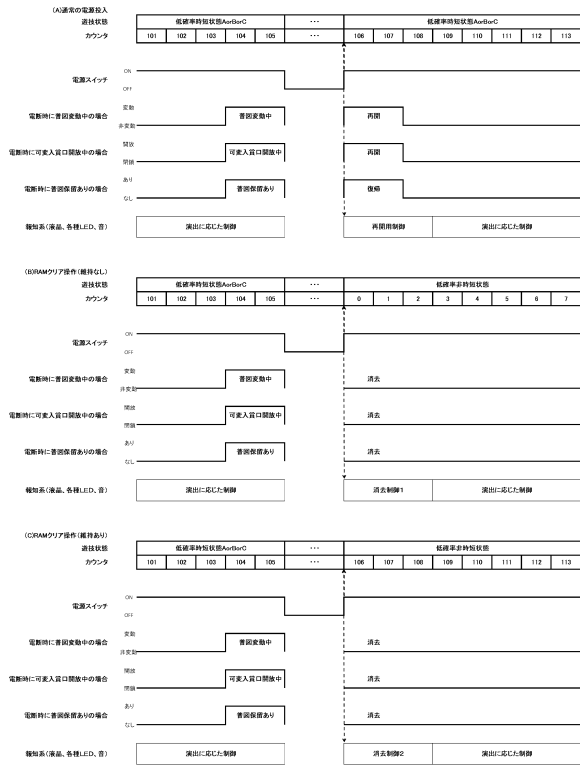 (A)通常の電源投入
遊技状態 低確率時短状態AorBorC ・・・ 低確率時短状態AorBorC
カウンタ 101 102 103 104 105 ・・・ 106 107 108 109 110 111 112 113
ON
電源スイッチ
OFF
変動
電断時に普図変動中の場合 普図変動中 再開
非変動
開放
電断時に可変入賞口開放中の場合 可変入賞口開放中 再開
閉鎖
あり
電断時に普図保留ありの場合 普図保留あり 復帰
なし
報知系(液晶、各種LED、音) 演出に応じた制御 再開用制御 演出に応じた制御
(B)RAMクリア操作(維持なし)
遊技状態 低確率時短状態AorBorC ・・・ 低確率非時短状態
カウンタ 101 102 103 104 105 ・・・ 0 1 2 3 4 5 6 7
ON
電源スイッチ
OFF
変動
電断時に普図変動中の場合 普図変動中 消去
非変動
開放
電断時に可変入賞口開放中の場合 可変入賞口開放中 消去
閉鎖
あり
電断時に普図保留ありの場合 普図保留あり 消去
なし
報知系(液晶、各種LED、音) 演出に応じた制御 消去制御1 演出に応じた制御
(C)RAMクリア操作(維持あり)
遊技状態 低確率時短状態AorBorC ・・・ 低確率非時短状態
カウンタ 101 102 103 104 105 ・・・ 106 107 108 109 110 111 112 113
ON
電源スイッチ
OFF
変動
電断時に普図変動中の場合 普図変動中 消去
非変動
開放
電断時に可変入賞口開放中の場合 可変入賞口開放中 消去
閉鎖
あり
電断時に普図保留ありの場合 普図保留あり 消去
なし
報知系(液晶、各種LED、音) 演出に応じた制御 消去制御2 演出に応じた制御